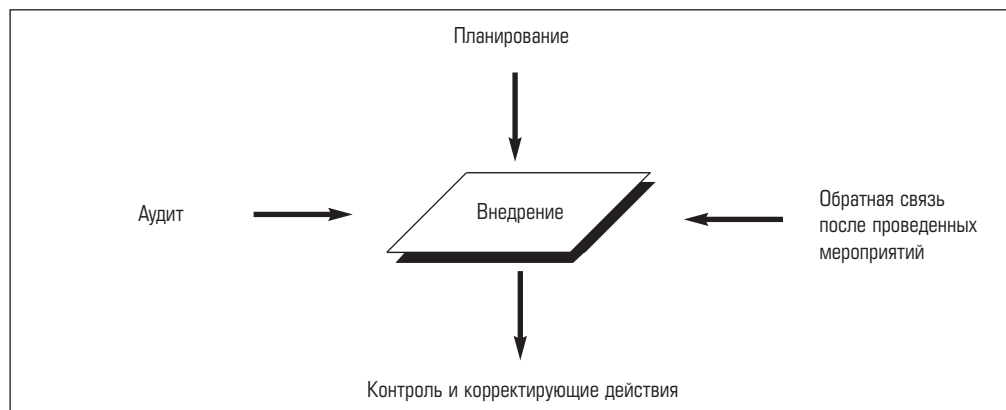 Планирование
Аудит
Внедрение
Обратная связь
после проведенных
мероприятий
Контроль и корректирующие действия